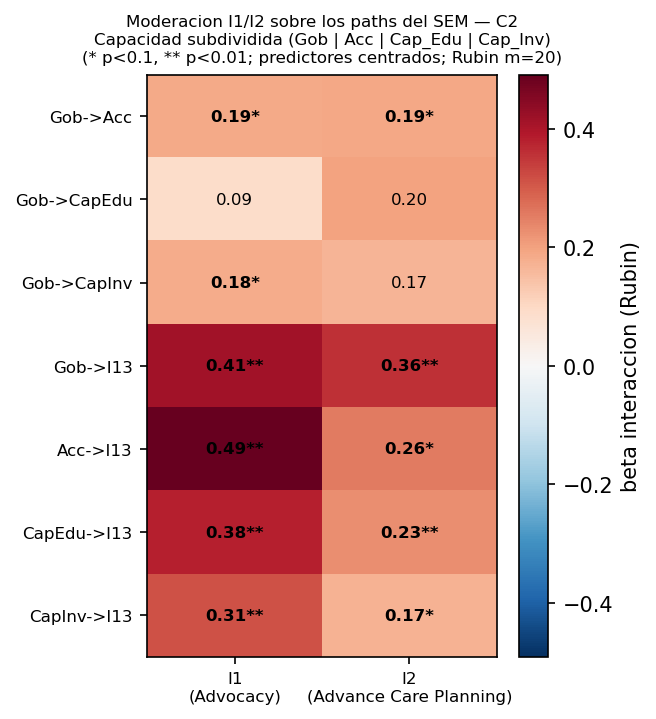 Moderacion I1/I2 sobre los paths del SEM — C2
Capacidad subdividida (Gob | Acc | Cap_Edu | Cap_Inv)
(* p<0.1, ** p<0.01; predictores centrados; Rubin m=20)
Gob->Acc 0.19* 0.19*
Gob->CapEdu 0.09 0.20
Gob->CapInv 0.18* 0.17
Gob->I13 0.41** 0.36**
Acc->I13 0.49** 0.26*
CapEdu->I13 0.38** 0.23**
CapInv->I13 0.31** 0.17*
I1 I2
(Advocacy) (Advance Care Planning)
0.4
0.2
0.0
−0.2
−0.4
beta interaccion (Rubin)